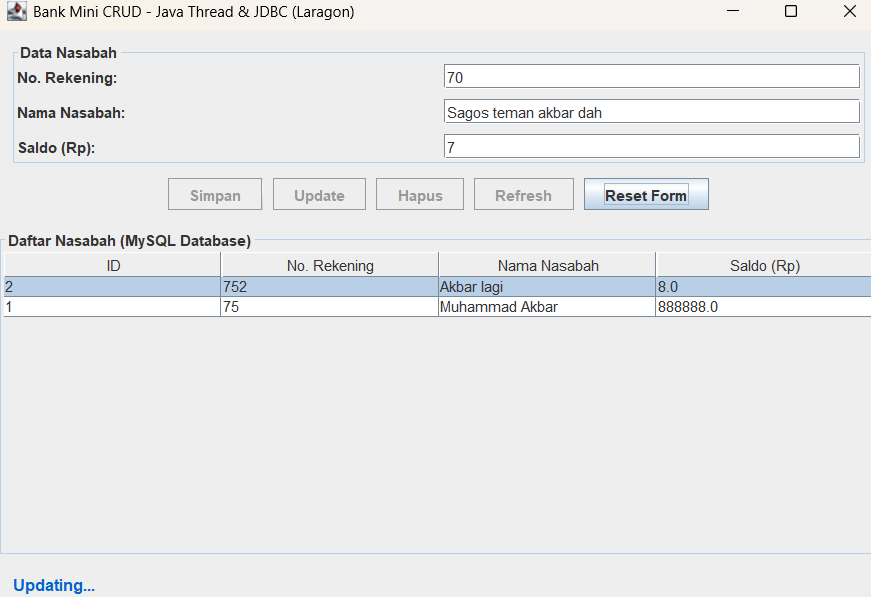 Bank Mini CRUD - Java Thread & JDBC (Laragon)
Data Nasabah
No. Rekening: 70
Nama Nasabah: Sagos teman akbar dah
Saldo (Rp): 7
Simpan Update Hapus Refresh Reset Form
Daftar Nasabah (MySQL Database)
ID No. Rekening Nama Nasabah Saldo (Rp)
2 752 Akbar lagi 8.0
1 75 Muhammad Akbar 888888.0
Updating...